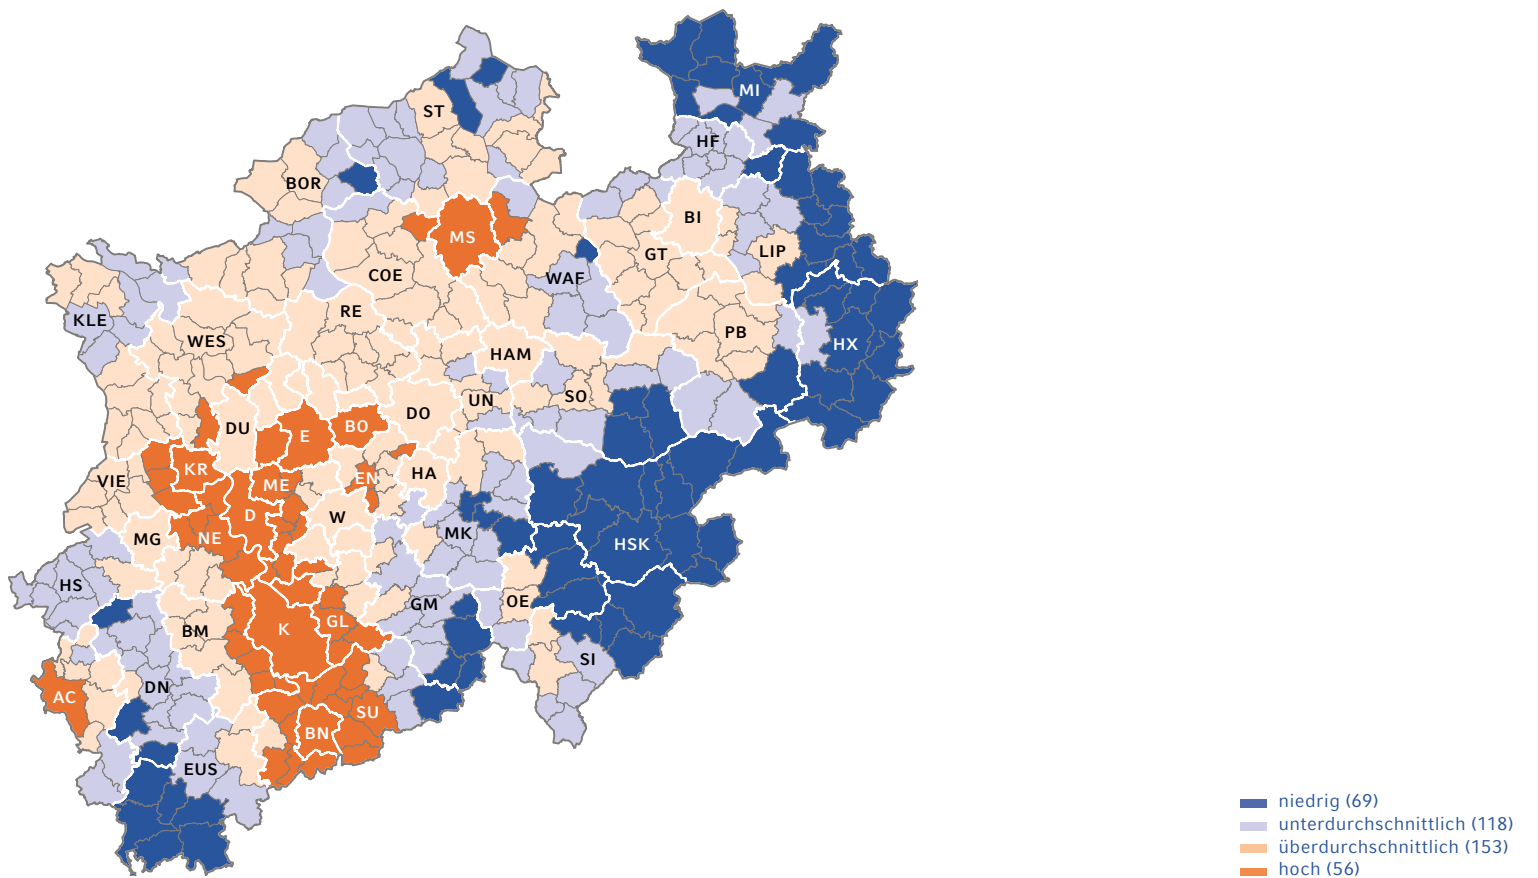 MI
ST
HF
BOR
BI
MS
LIP
GT
COE
WAF
RE
KLE
WES
PB
HX
HAM
SO
UN
DO
BO
DU
E
KR
HA
EN
VIE
ME
D
W
MK
NE
MG
HSK
HS
GM
OE
K
GL
BM
SI
DN
AC
SU
BN
EUS
niedrig (69)
unterdurchschnittlich (118)
überdurchschnittlich (153)
hoch (56)